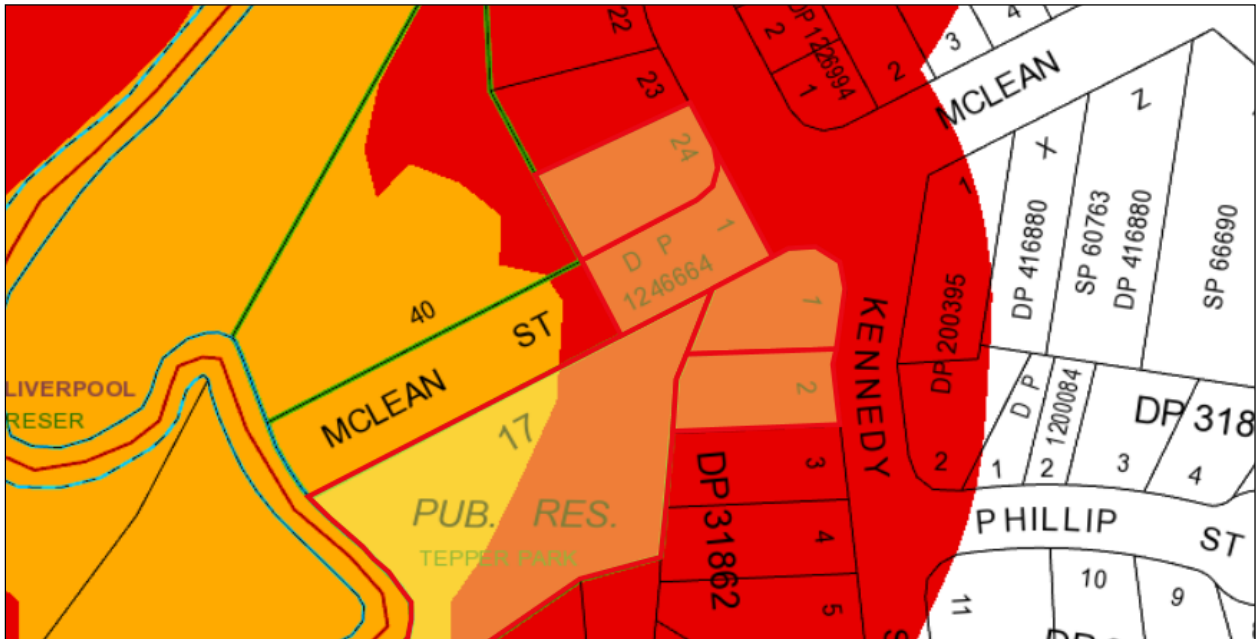 22
23
24
2
1
DP 1226994
2
3
4
MCLEAN
1
X
Z
DP 416880
SP 60763
DP 416880
SP 66690
1
D P
1246664
40
ST
MCLEAN
LIVERPOOL
RESER
17
PUB. RES.
TEPPER PARK
1
2
KENNEDY
DP 200395
2
D P
1200084
1
2
3
4
DP 318
DP 31862
3
4
5
PHILLIP
ST
11
10
9